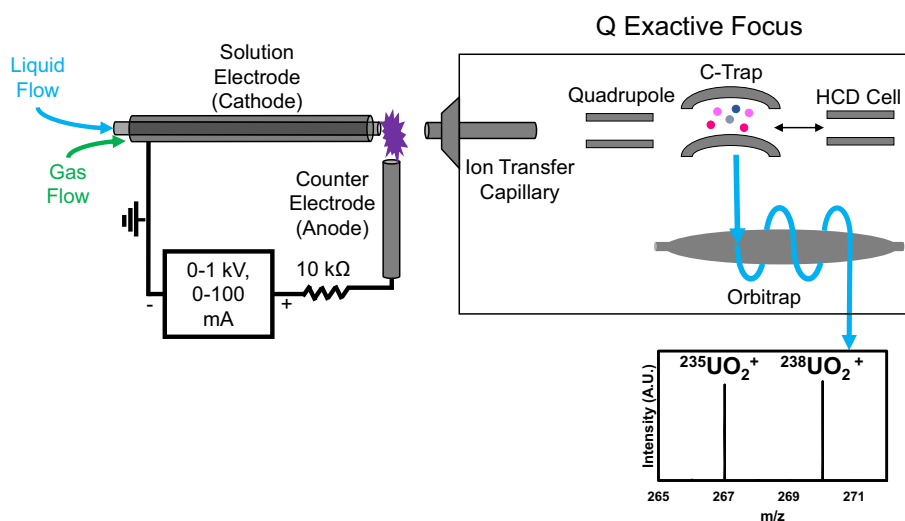 Q Exactive Focus
Liquid
Flow
Gas
Flow
Solution
Electrode
(Cathode)
Counter
Electrode
(Anode)
0-1 kV,
0-100
mA
-
+
10 kΩ
Ion Transfer
Capillary
Quadrupole
C-Trap
HCD Cell
Orbitrap
²³⁵UO₂⁺
²³⁸UO₂⁺
Intensity (A.U.)
265
267
269
271
m/z